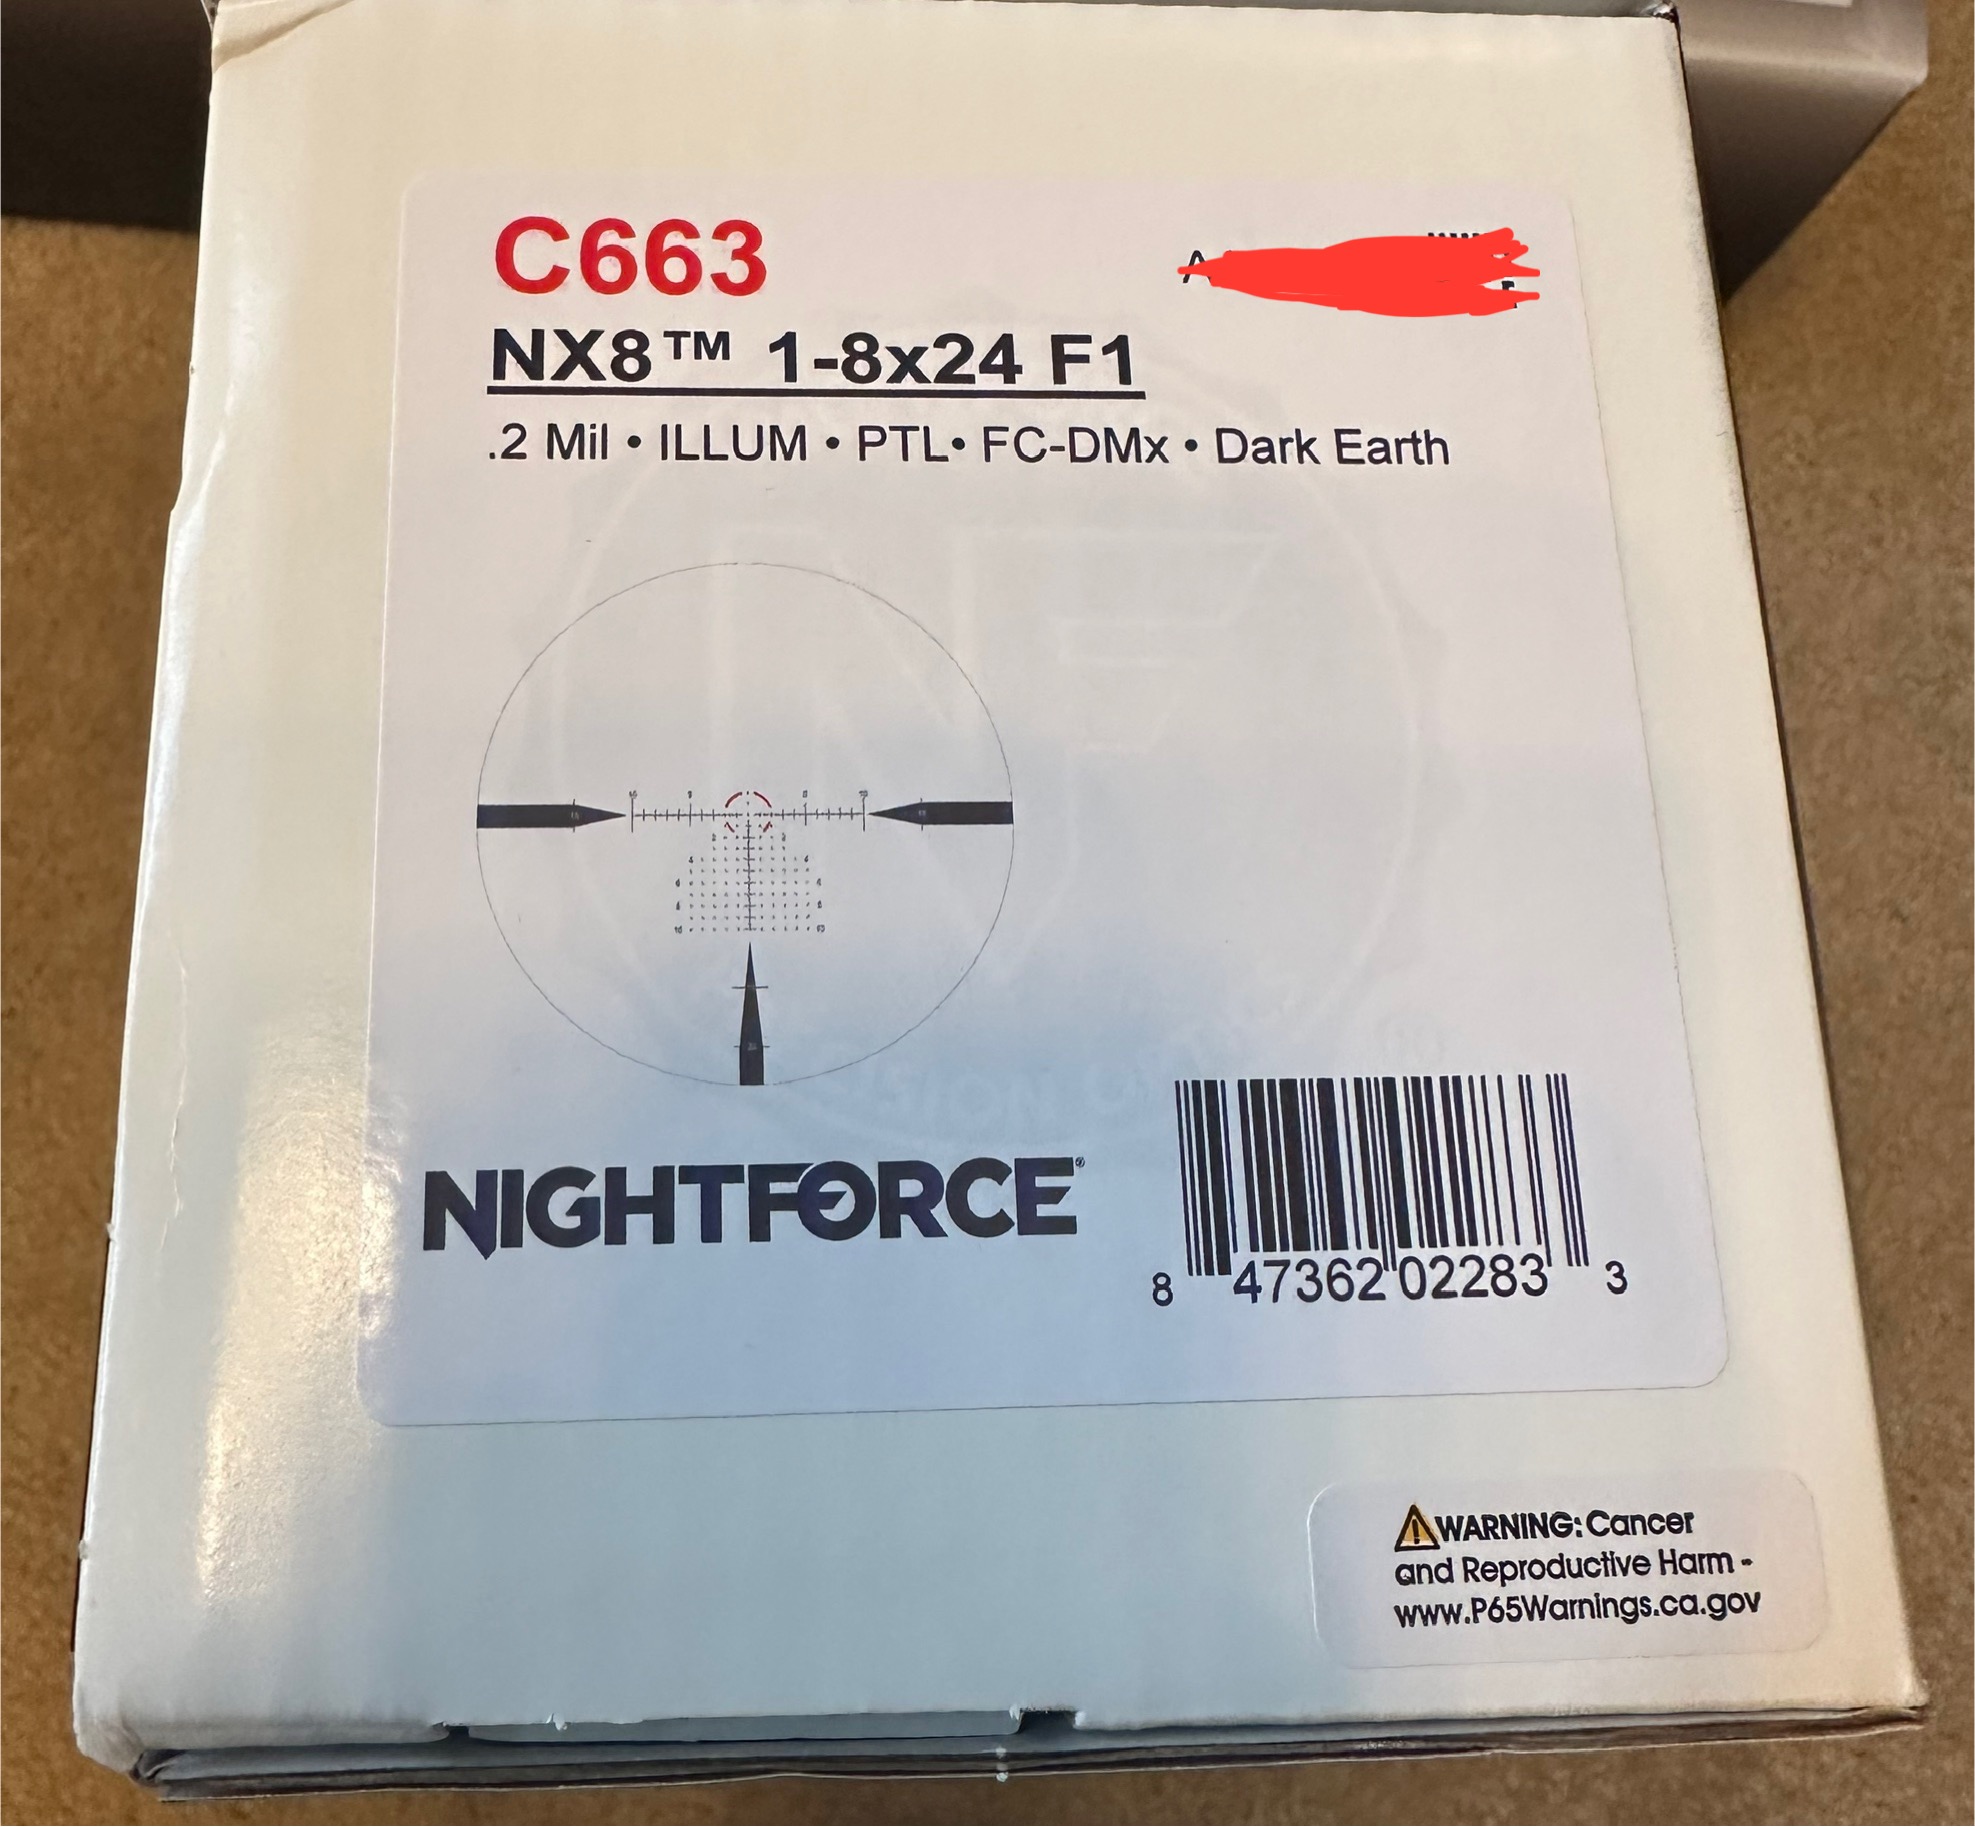 C663
NX8™ 1-8x24 F1
.2 Mil • ILLUM • PTL• FC-DMx • Dark Earth
NIGHTFORCE®
8 47362 02283 3
⚠WARNING: Cancer
and Reproductive Harm -
www.P65Warnings.ca.gov